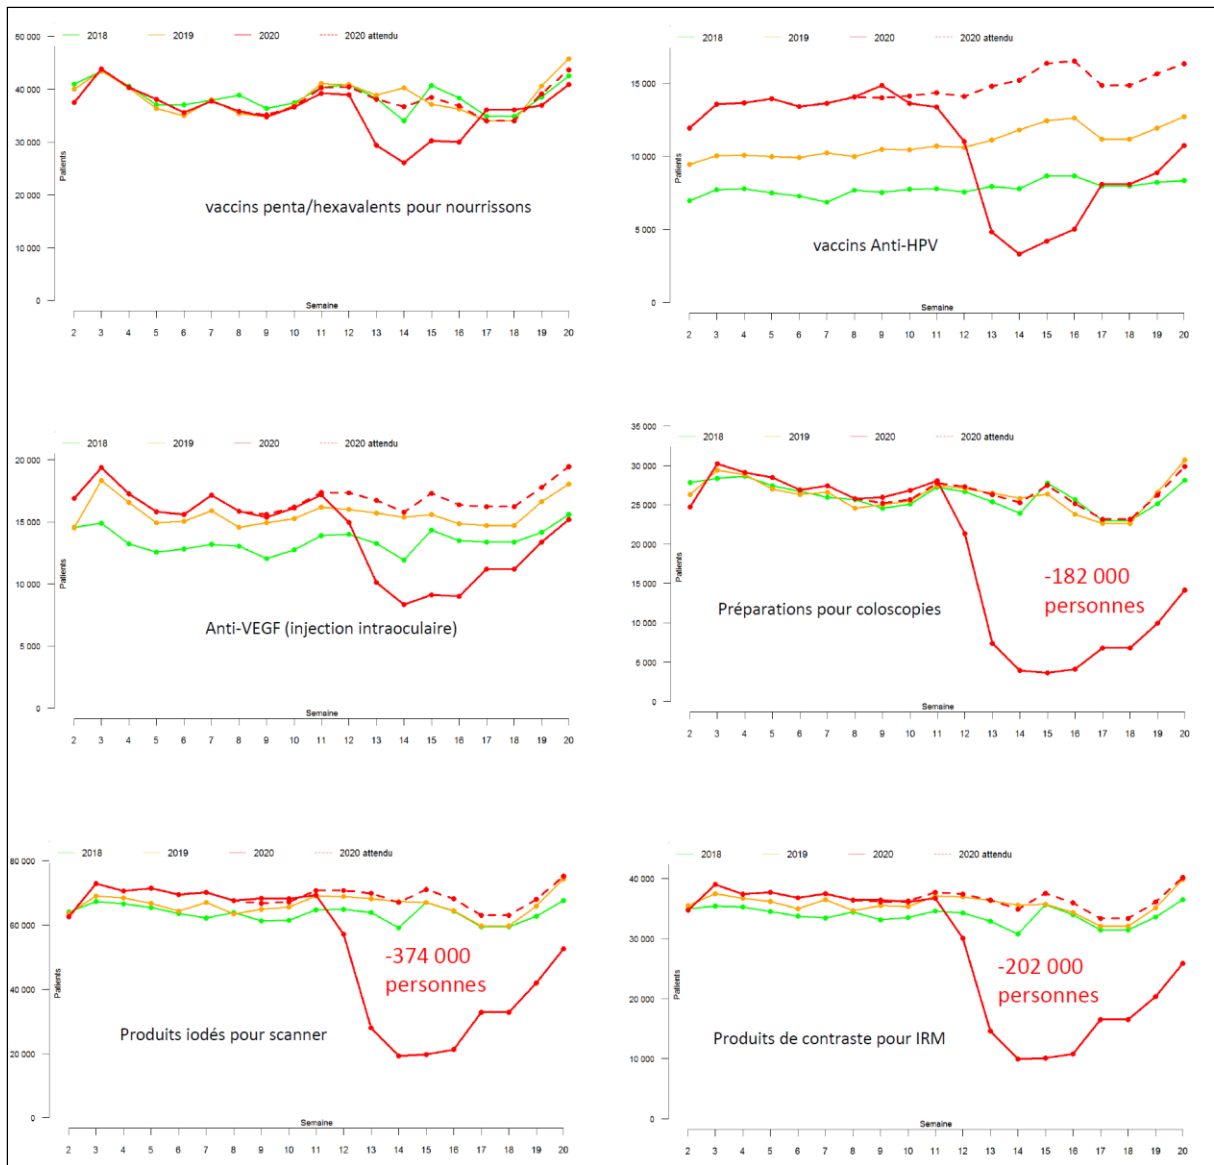 2018 2019 2020 2020 attendu
50 000
40 000
30 000
20 000
10 000
0
Patients
vaccins penta/hexavalents pour nourrissons
Semaine
2 3 4 5 6 7 8 9 10 11 12 13 14 15 16 17 18 19 20
2018 2019 2020 2020 attendu
15 000
10 000
5 000
0
Patients
vaccins Anti-HPV
Semaine
2 3 4 5 6 7 8 9 10 11 12 13 14 15 16 17 18 19 20
2018 2019 2020 2020 attendu
20 000
15 000
10 000
5 000
0
Patients
Anti-VEGF (injection intraoculaire)
Semaine
2 3 4 5 6 7 8 9 10 11 12 13 14 15 16 17 18 19 20
2018 2019 2020 2020 attendu
35 000
30 000
25 000
20 000
15 000
10 000
5 000
0
Patients
-182 000
personnes
Préparations pour coloscopies
Semaine
2 3 4 5 6 7 8 9 10 11 12 13 14 15 16 17 18 19 20
2018 2019 2020 2020 attendu
80 000
60 000
40 000
20 000
0
Patients
-374 000
personnes
Produits iodés pour scanner
Semaine
2 3 4 5 6 7 8 9 10 11 12 13 14 15 16 17 18 19 20
2018 2019 2020 2020 attendu
40 000
30 000
20 000
10 000
0
Patients
-202 000
personnes
Produits de contraste pour IRM
Semaine
2 3 4 5 6 7 8 9 10 11 12 13 14 15 16 17 18 19 20